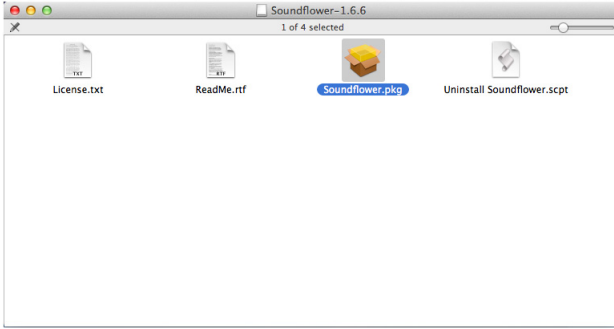 Soundflower-1.6.6
1 of 4 selected
TXT
RTF
License.txt
ReadMe.rtf
Soundflower.pkg
Uninstall Soundflower.scpt